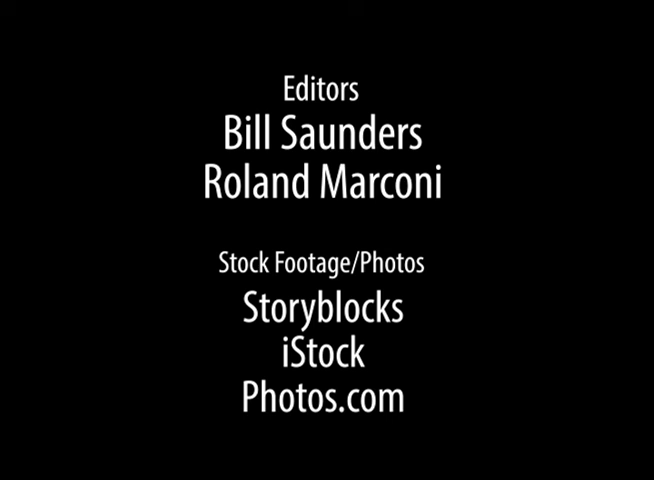 Editors
Bill Saunders
Roland Marconi
Stock Footage/Photos
Storyblocks
iStock
Photos.com